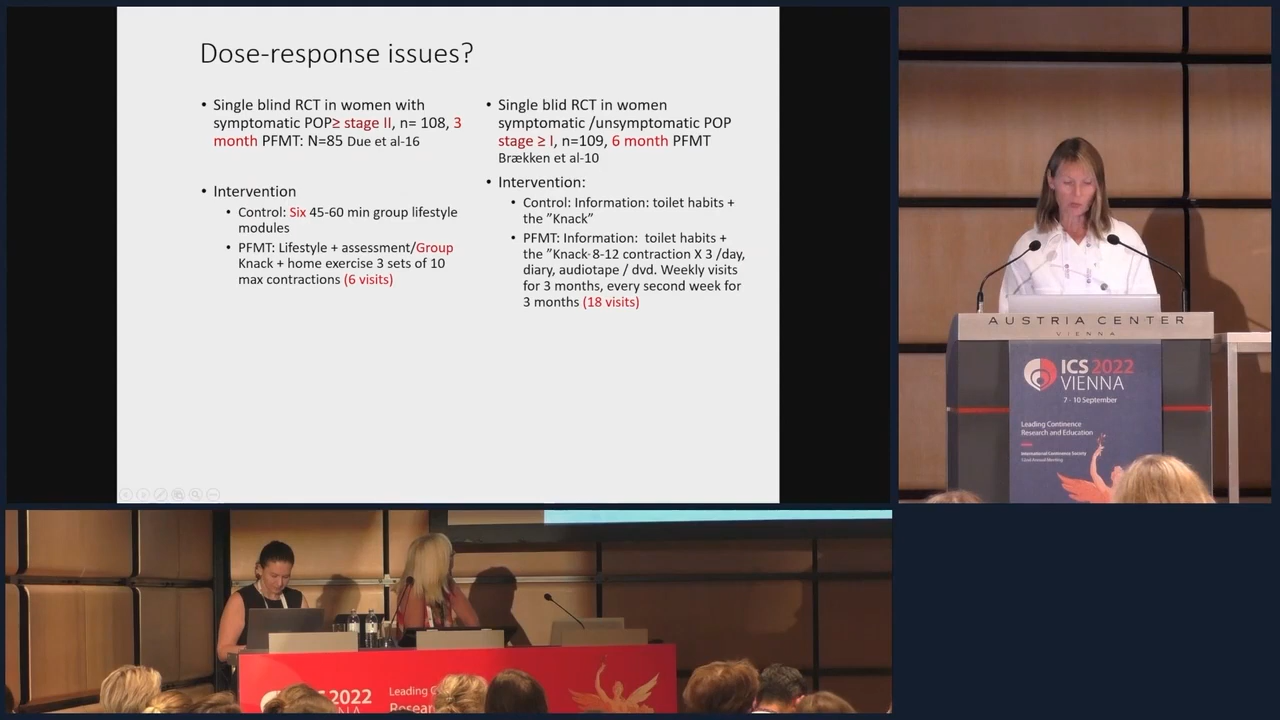 Dose-response issues?
• Single blind RCT in women with
symptomatic POP≥ stage II, n= 108, 3
month PFMT: N=85 Due et al-16
• Intervention
• Control: Six 45-60 min group lifestyle
modules
• PFMT: Lifestyle + assessment/Group
Knack + home exercise 3 sets of 10
max contractions (6 visits)
• Single blid RCT in women
symptomatic /unsymptomatic POP
stage ≥ I, n=109, 6 month PFMT
Brækken et al-10
• Intervention:
• Control: Information: toilet habits +
the ”Knack”
• PFMT: Information: toilet habits +
the ”Knack 8-12 contraction X 3 /day,
diary, audiotape / dvd. Weekly visits
for 3 months, every second week for
3 months (18 visits)
AUSTRIA CENTER
VIENNA
ICS 2022
VIENNA
7 - 10 September
Leading Continence
Research and Education
International Continence Society
2022
Leading
Resear